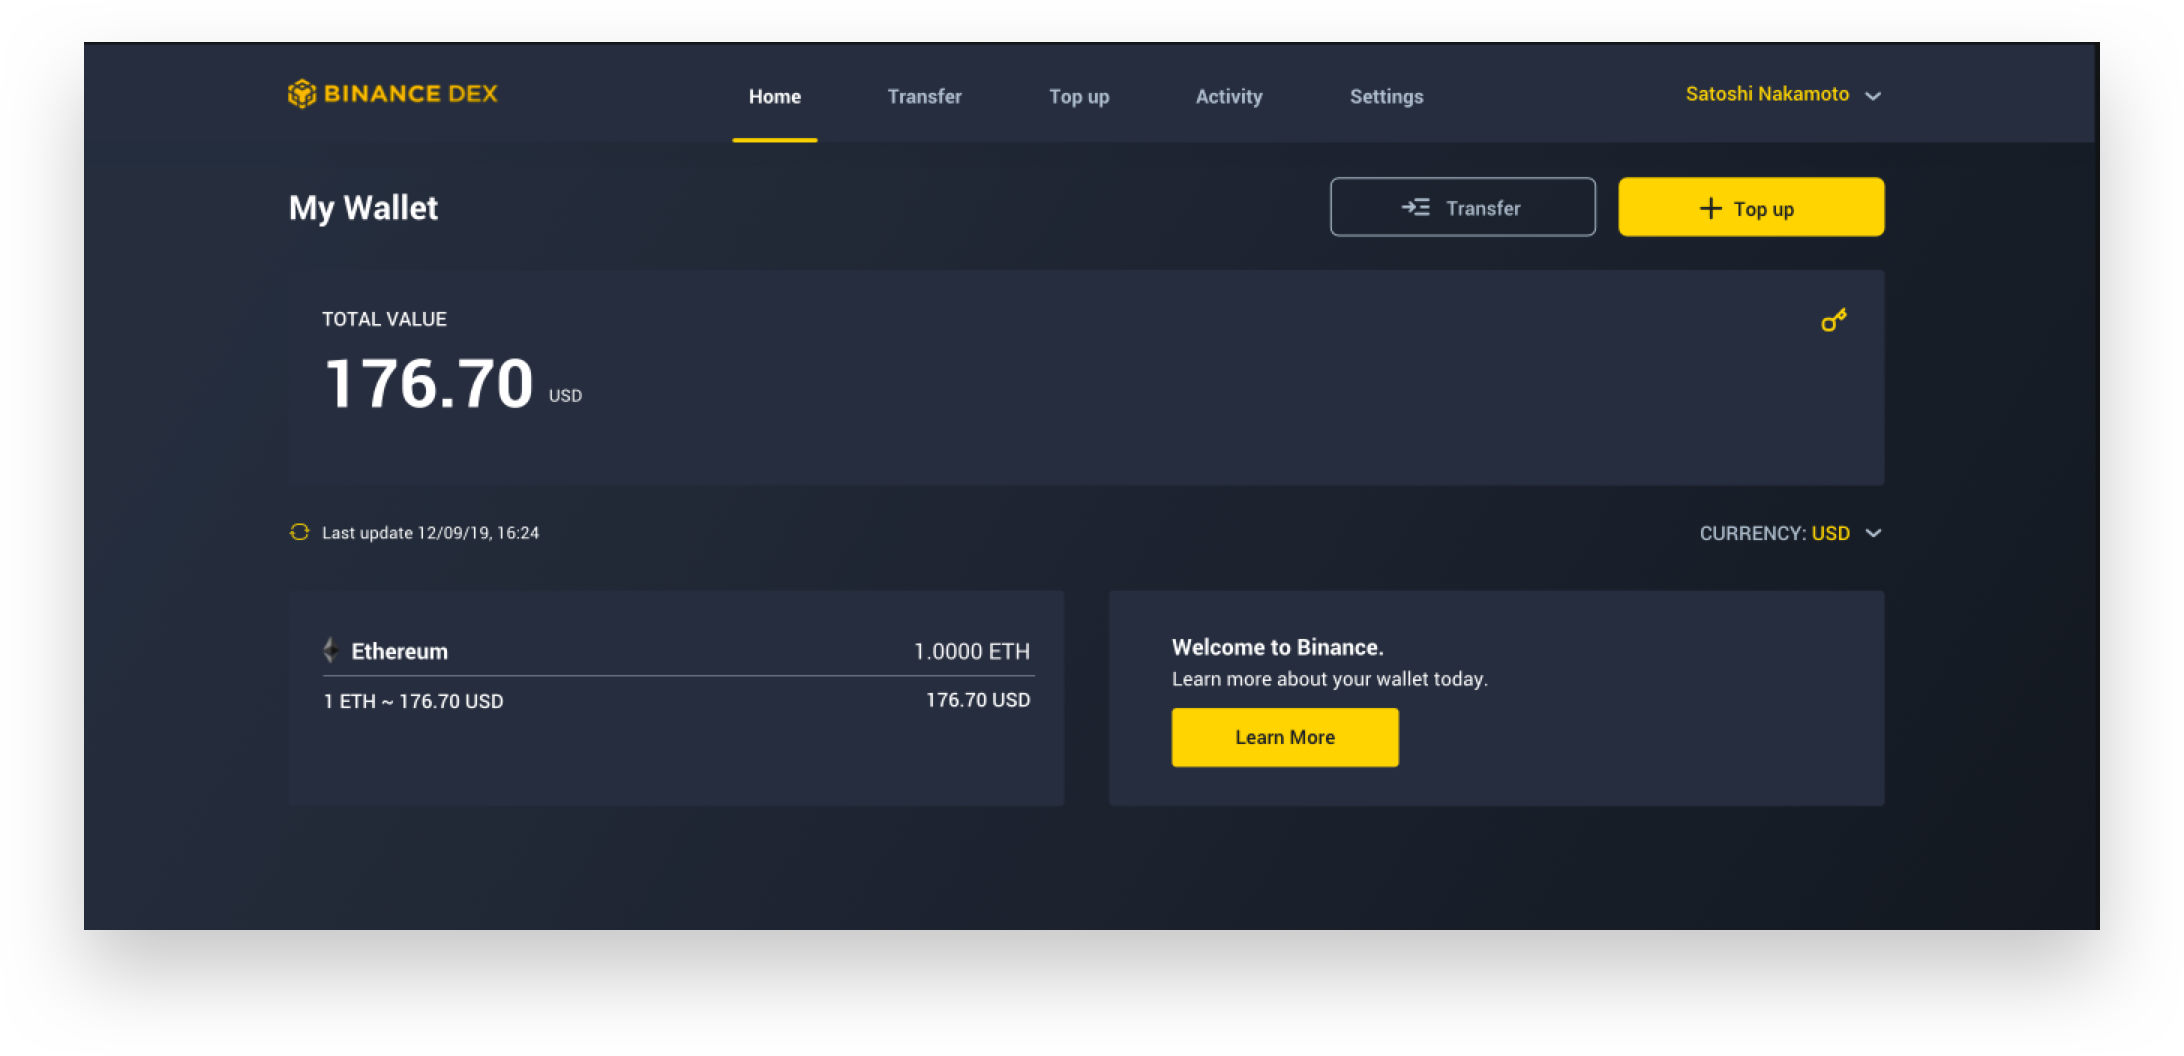 BINANCE DEX
Home
Transfer
Top up
Activity
Settings
Satoshi Nakamoto
My Wallet
Transfer
Top up
TOTAL VALUE
176.70 USD
Last update 12/09/19, 16:24
CURRENCY: USD
Ethereum
1.0000 ETH
1 ETH ~ 176.70 USD
176.70 USD
Welcome to Binance.
Learn more about your wallet today.
Learn More